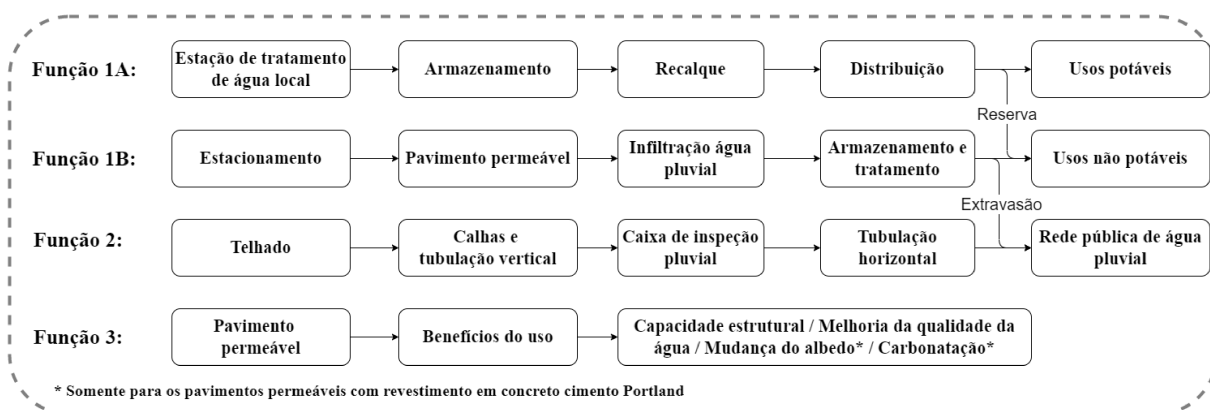 Função 1A:
Estação de tratamento
de água local
Armazenamento
Recalque
Distribuição
Usos potáveis
Reserva
Função 1B:
Estacionamento
Pavimento permeável
Infiltração água
pluvial
Armazenamento e
tratamento
Usos não potáveis
Extravasão
Função 2:
Telhado
Calhas e
tubulação vertical
Caixa de inspeção
pluvial
Tubulação
horizontal
Rede pública de água
pluvial
Função 3:
Pavimento
permeável
Benefícios do uso
Capacidade estrutural / Melhoria da qualidade da
água / Mudança do albedo* / Carbonatação*
* Somente para os pavimentos permeáveis com revestimento em concreto cimento Portland